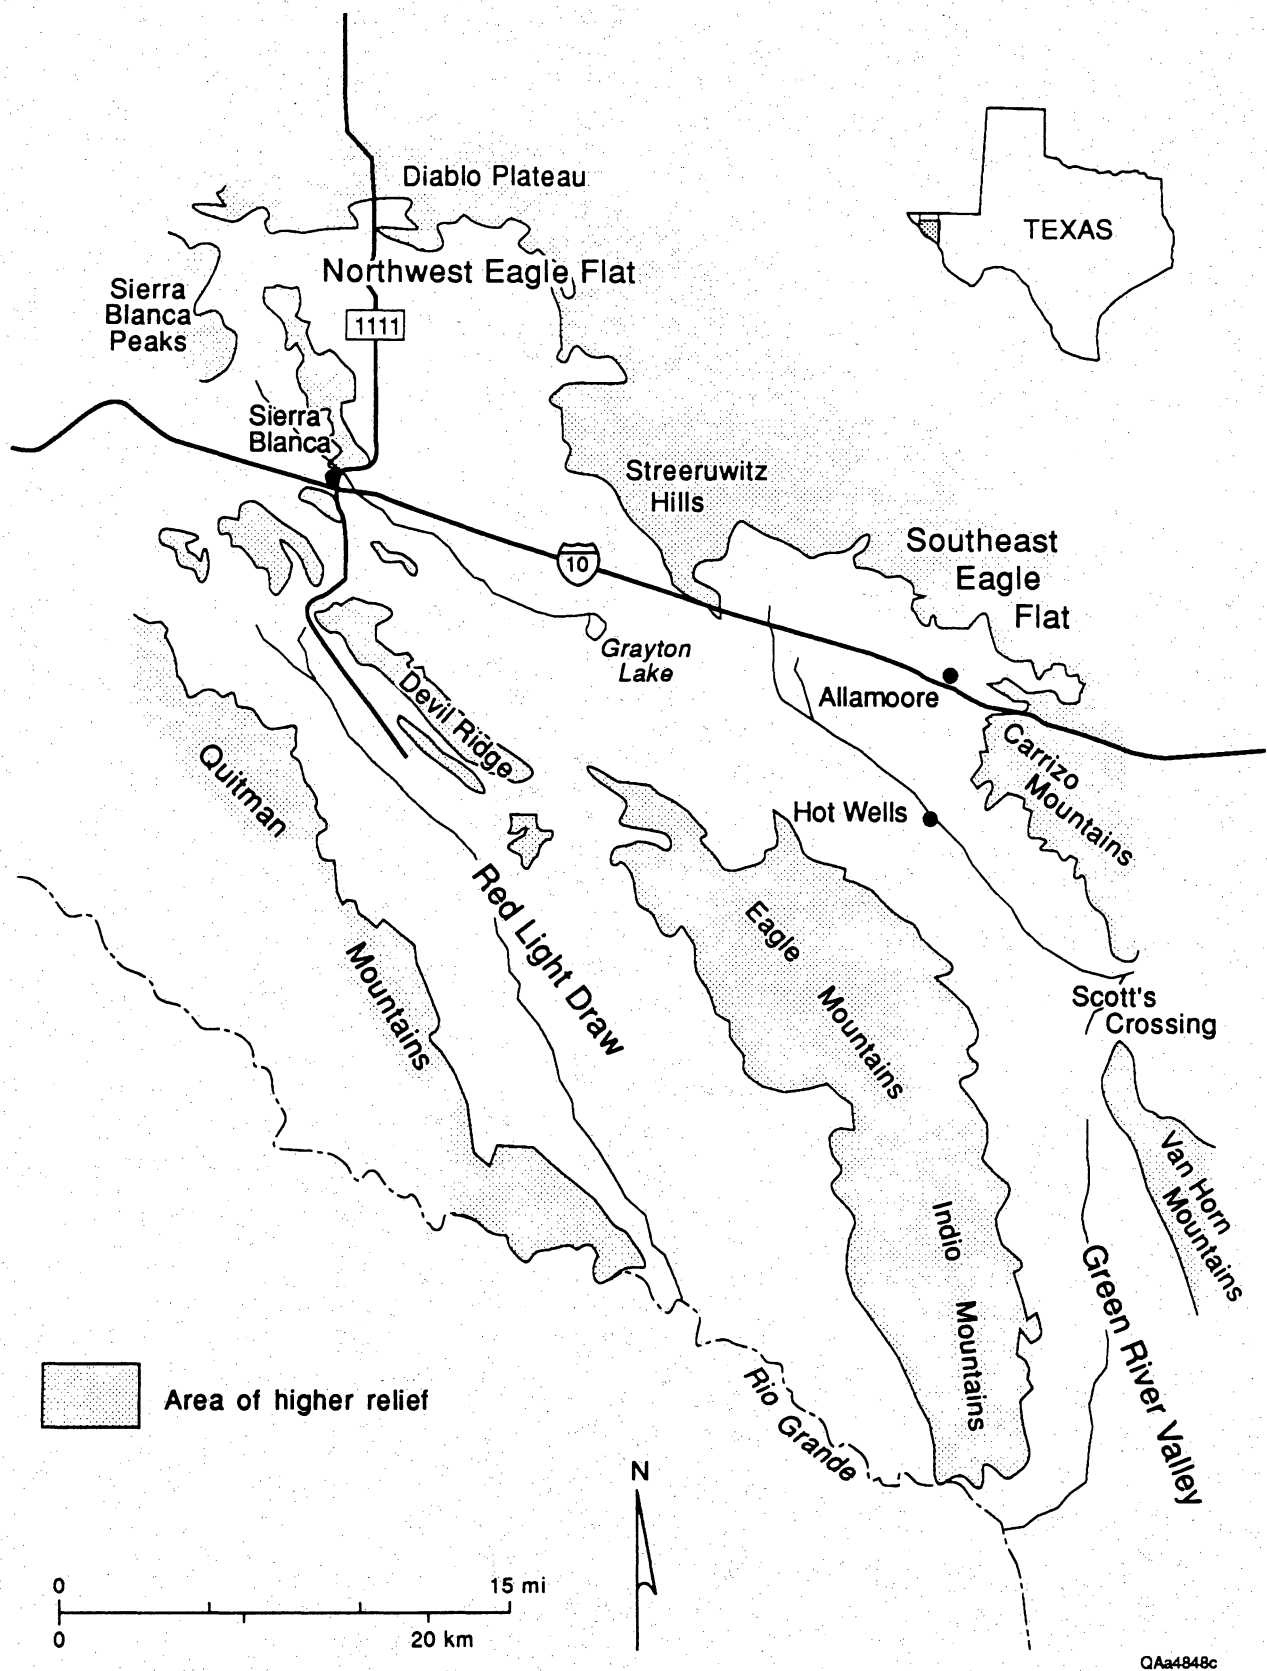 Diablo Plateau
TEXAS
Northwest Eagle Flat
Sierra
Blanca
Peaks
1111
Sierra
Blanca
Streeruwitz
Hills
Southeast
Eagle
Flat
10
Grayton
Lake
Allamoore
Devil Ridge
Carrizo
Mountains
Quitman
Mountains
Hot Wells
Red Light Draw
Eagle
Mountains
Scott's
Crossing
Van Horn
Mountains
Indio
Mountains
Green River Valley
Rio Grande
Area of higher relief
N
0
15 mi
0
20 km
QAa4848c